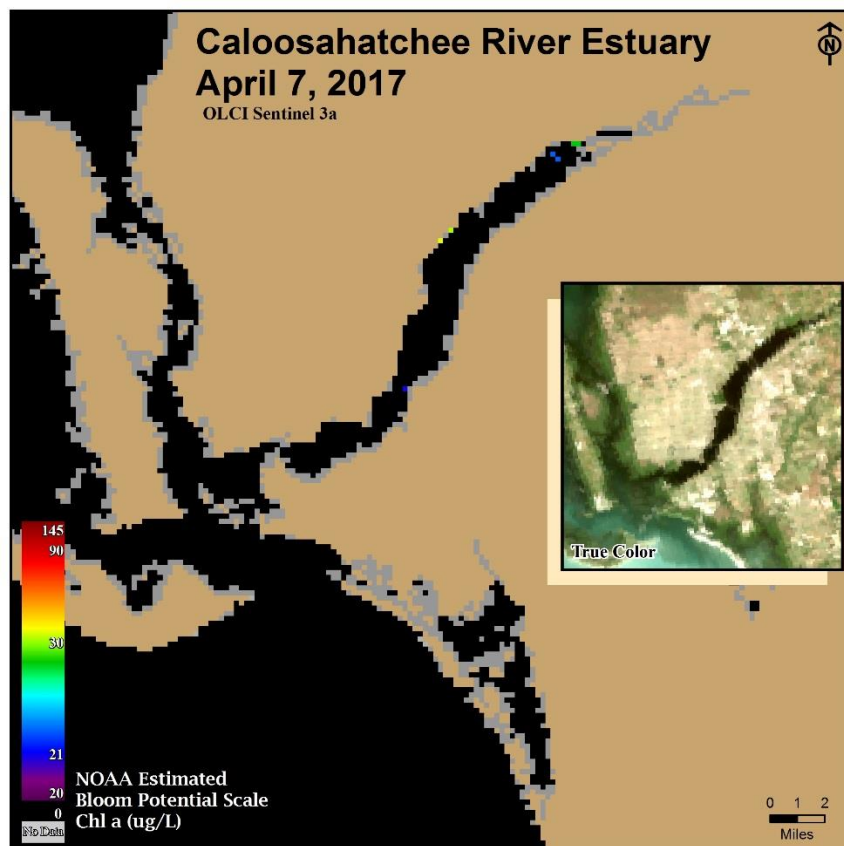 Caloosahatchee River Estuary
April 7, 2017
OLCI Sentinel 3a
N
True Color
145
90
30
21
20
0
No Data
NOAA Estimated
Bloom Potential Scale
Chl a (ug/L)
0 1 2
Miles